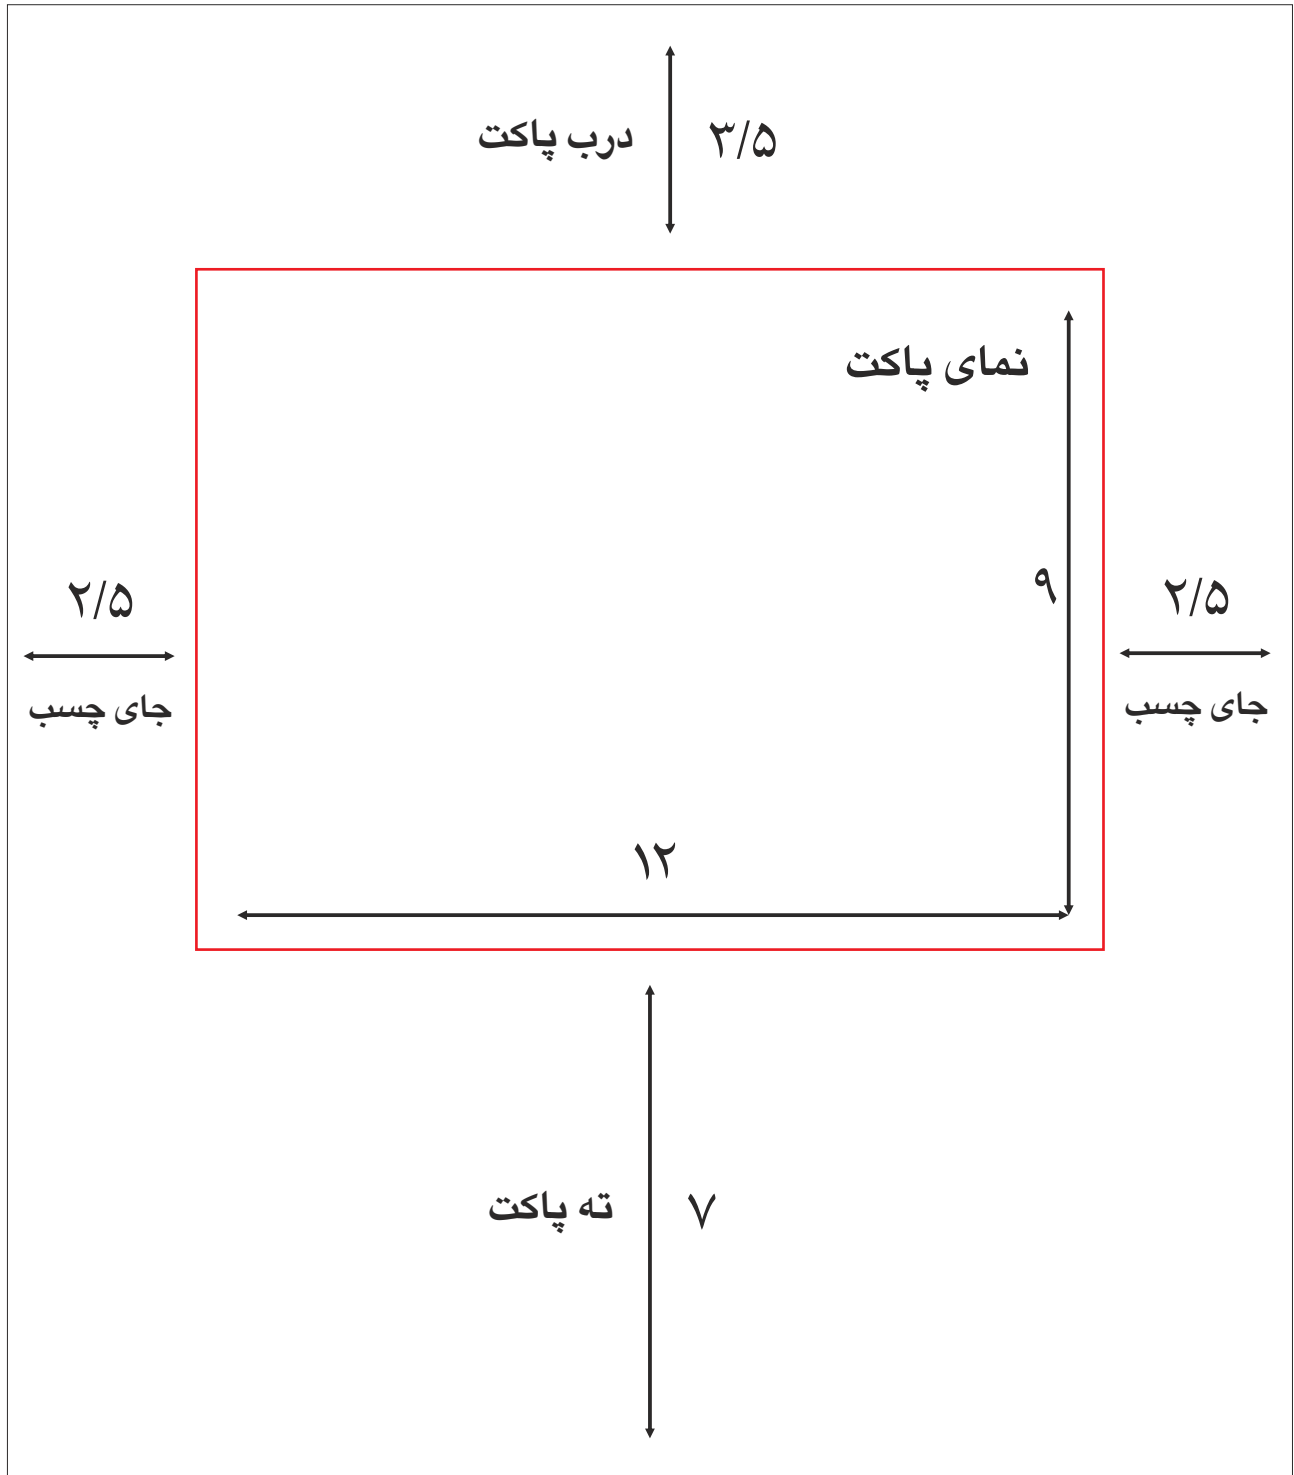 درب پاکت ۳/۵
نمای پاکت
۹
۲/۵
جای چسب
۲/۵
جای چسب
۱۲
ته پاکت ۷